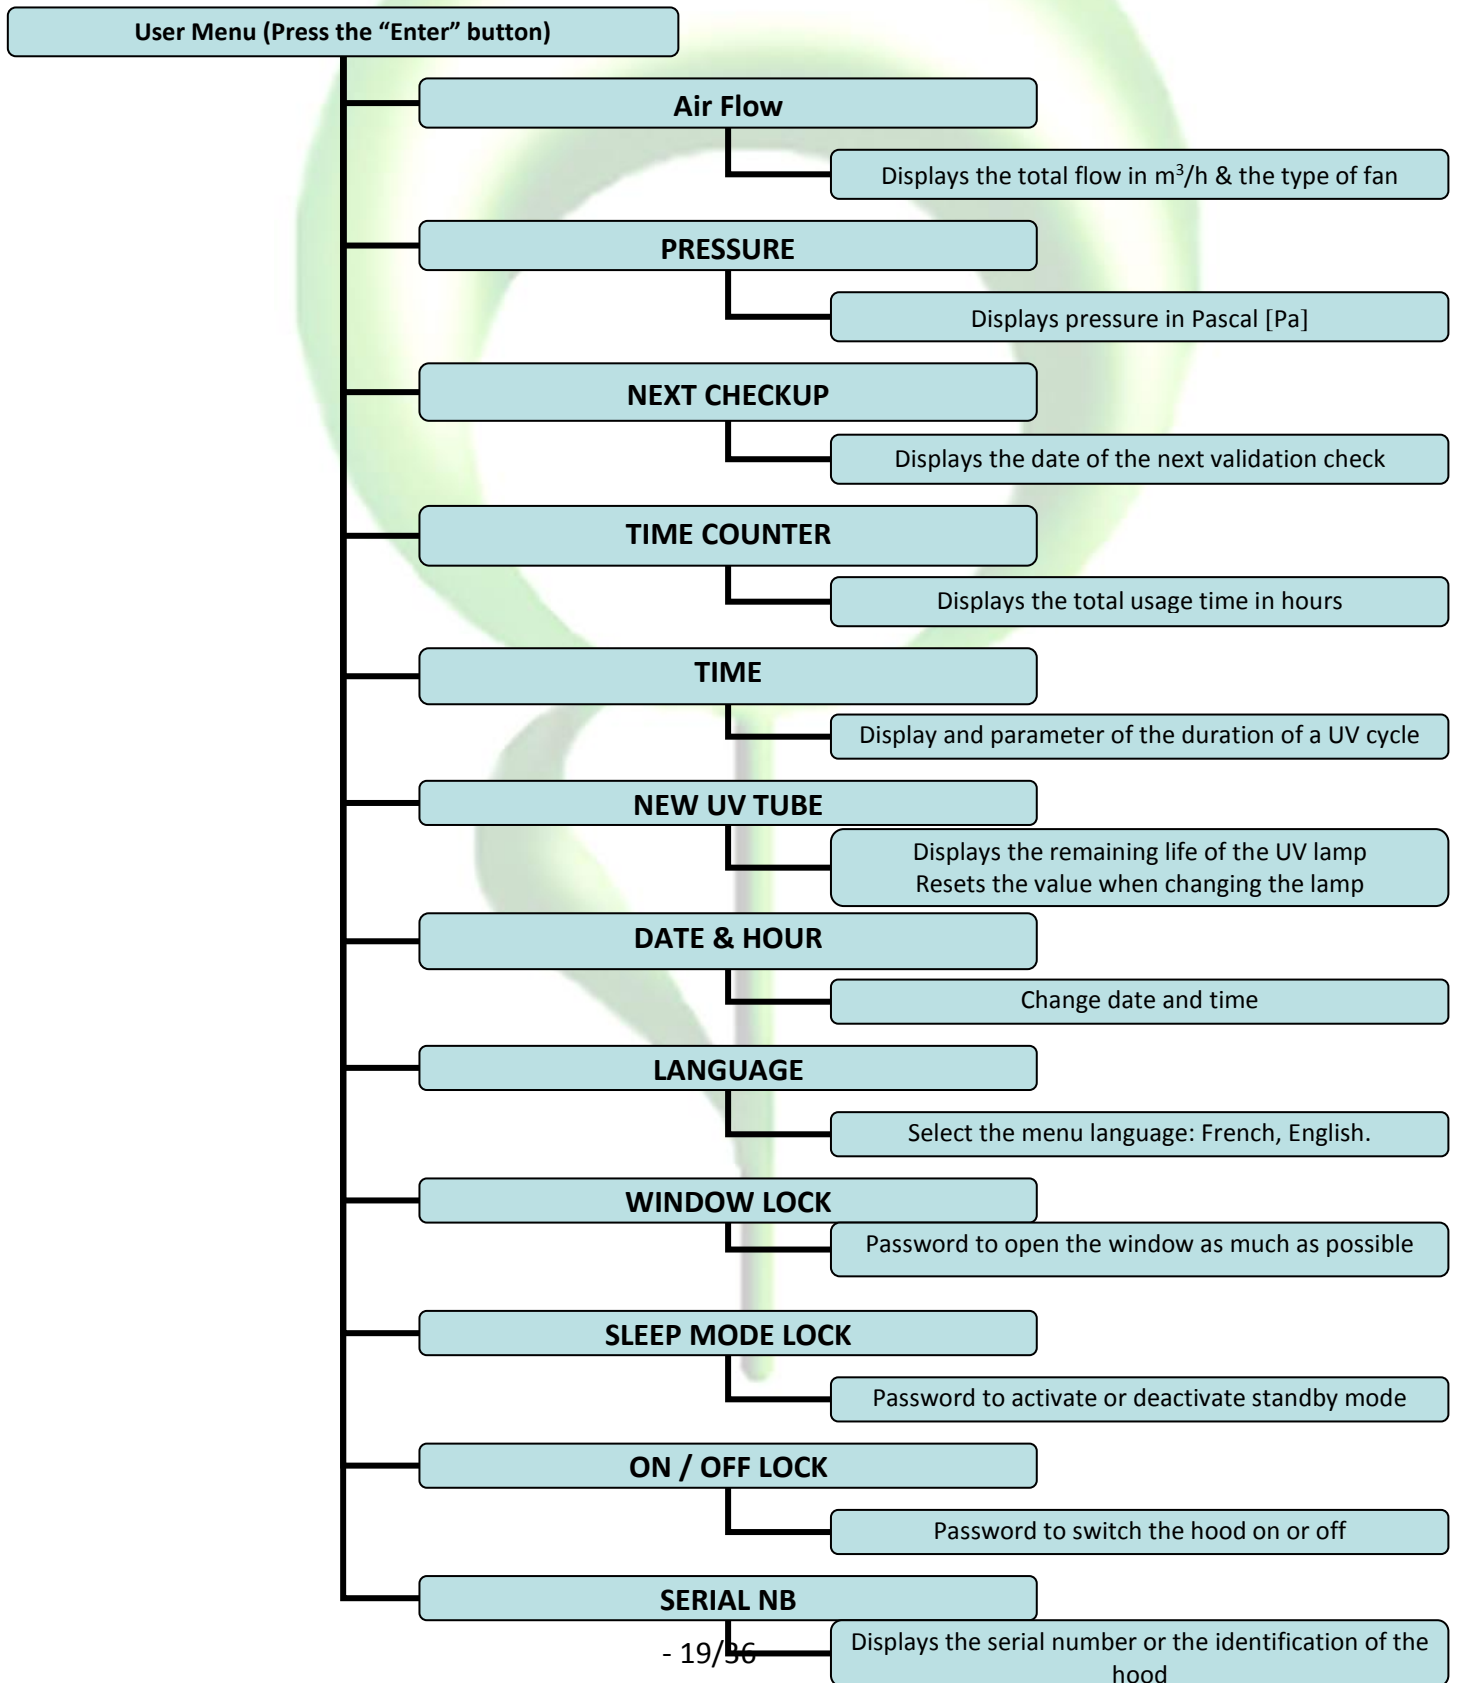 User Menu (Press the “Enter” button)
Air Flow
Displays the total flow in m³/h & the type of fan
PRESSURE
Displays pressure in Pascal [Pa]
NEXT CHECKUP
Displays the date of the next validation check
TIME COUNTER
Displays the total usage time in hours
TIME
Display and parameter of the duration of a UV cycle
NEW UV TUBE
Displays the remaining life of the UV lamp
Resets the value when changing the lamp
DATE & HOUR
Change date and time
LANGUAGE
Select the menu language: French, English.
WINDOW LOCK
Password to open the window as much as possible
SLEEP MODE LOCK
Password to activate or deactivate standby mode
ON / OFF LOCK
Password to switch the hood on or off
SERIAL NB
Displays the serial number or the identification of the
hood
- 19/36